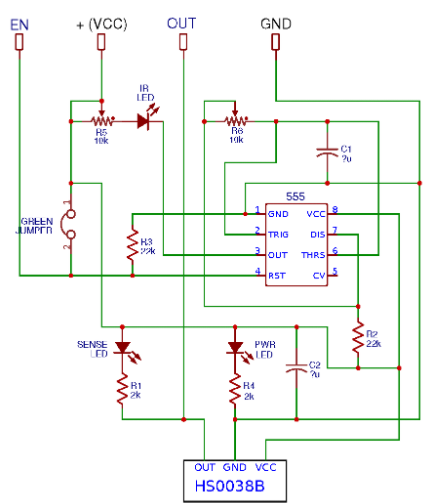 EN
+ (VCC)
OUT
GND
IR
LED
R5
10k
R6
10k
C1
?u
555
1 GND VCC 8
2 TRIG DIS 7
3 OUT THRS 6
4 RST CV 5
1
GREEN
JUMPER
2
R3
22k
R2
22k
SENSE
LED
PWR
LED
C2
?u
R1
2k
R4
2k
OUT GND VCC
HS0038B